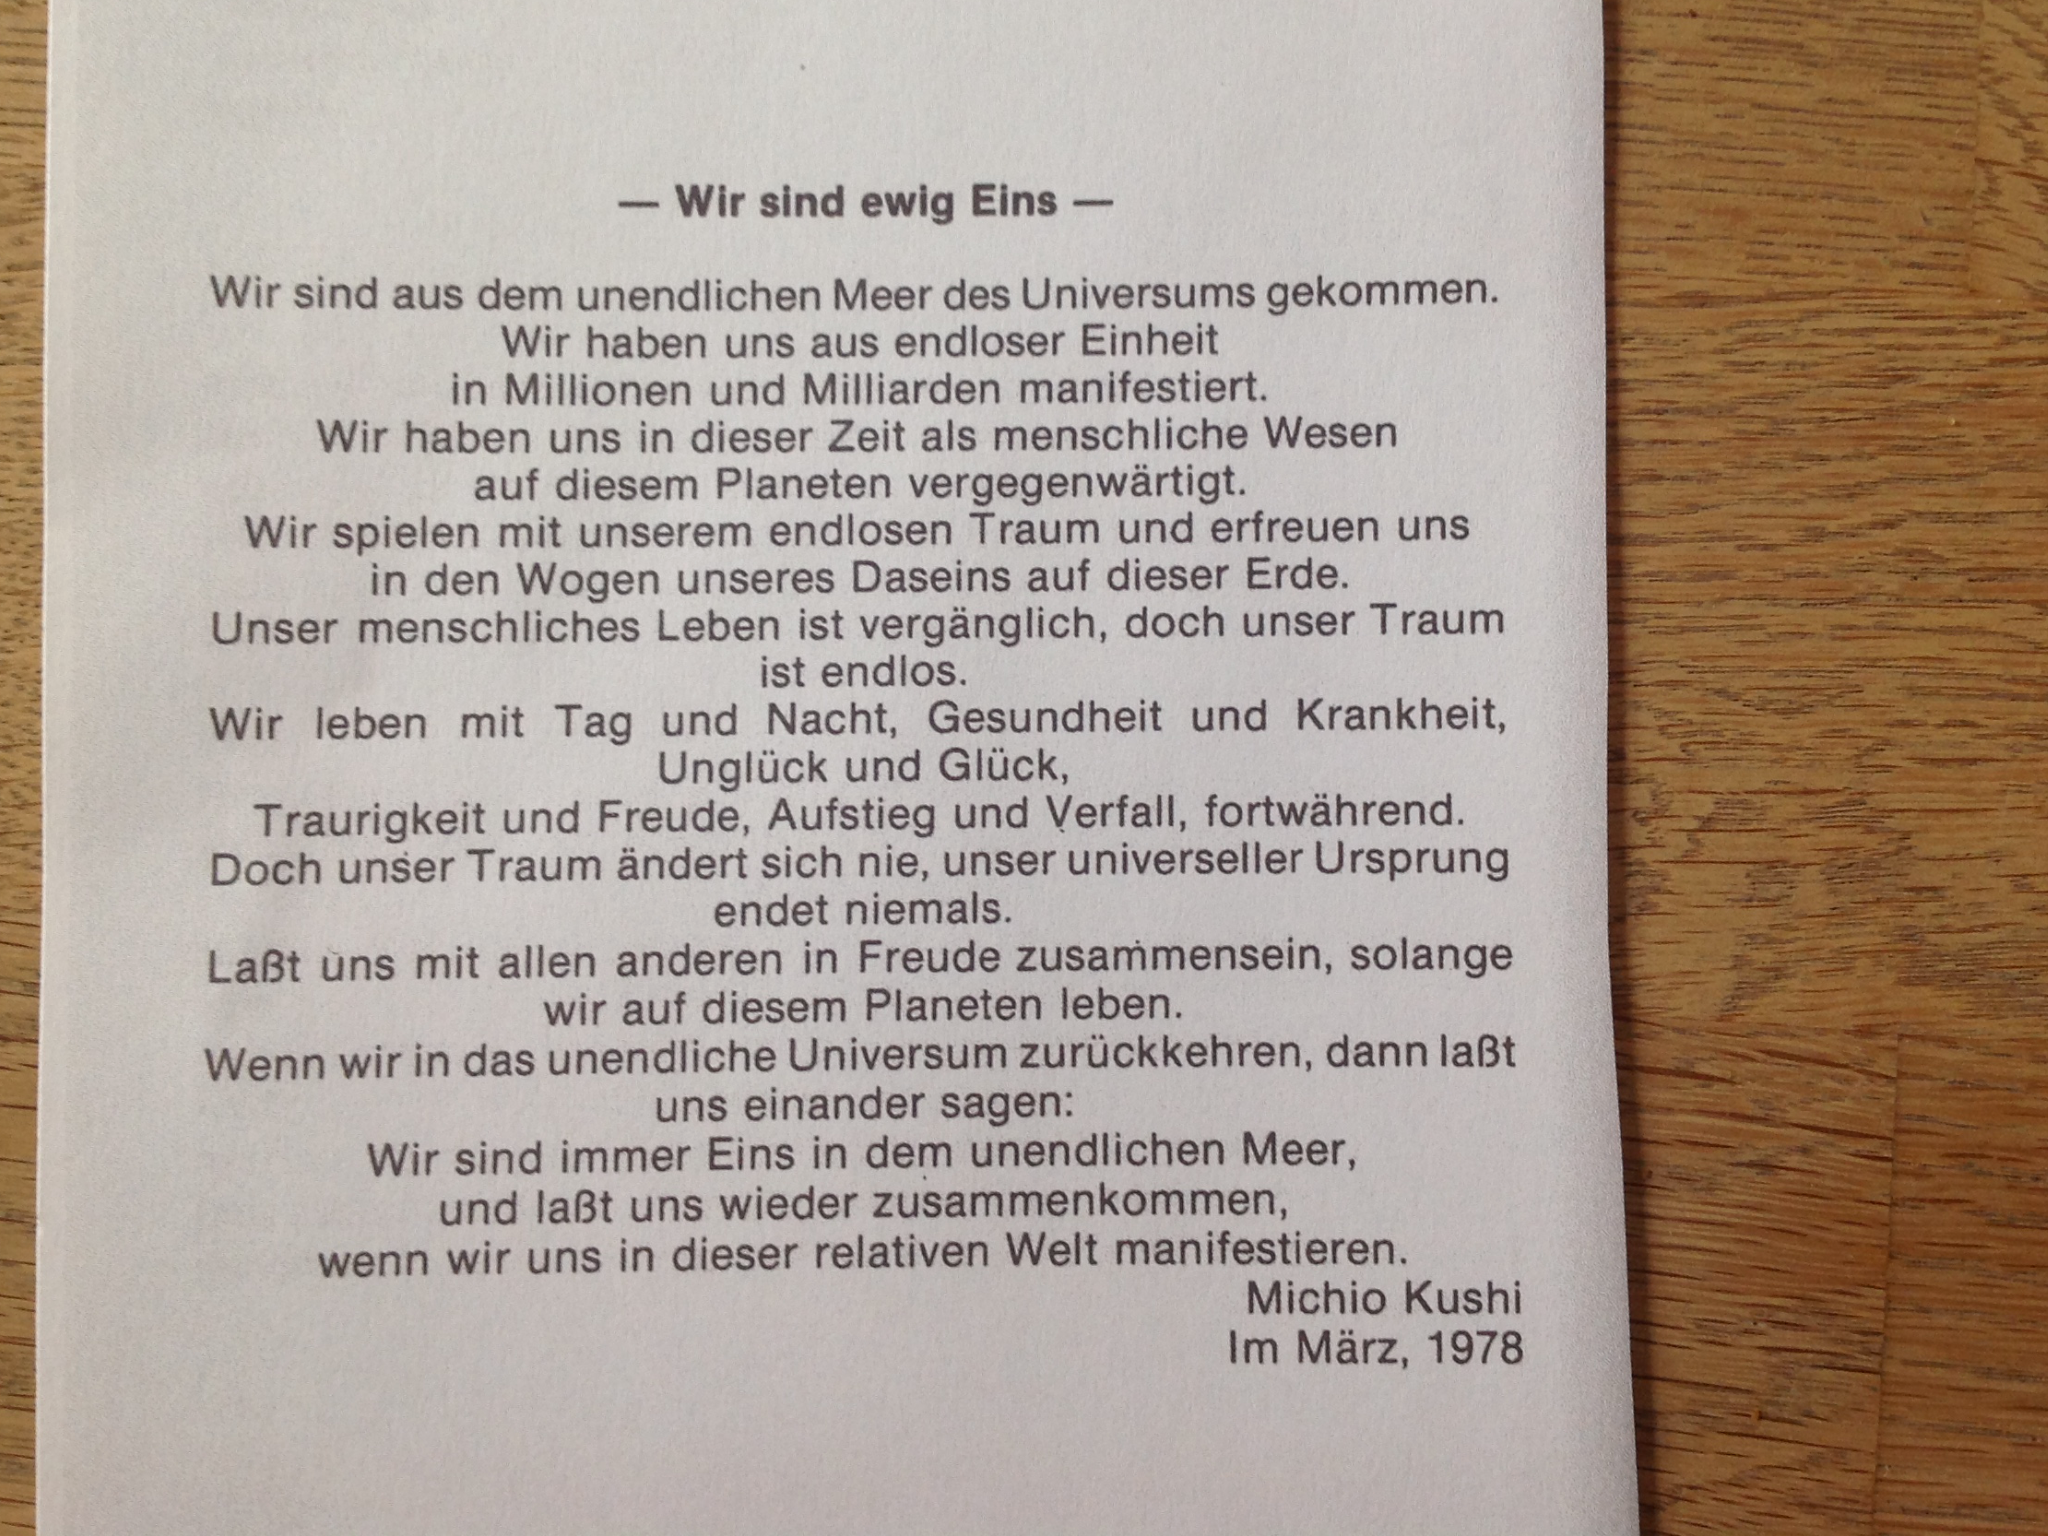 — Wir sind ewig Eins —
Wir sind aus dem unendlichen Meer des Universums gekommen.
Wir haben uns aus endloser Einheit
in Millionen und Milliarden manifestiert.
Wir haben uns in dieser Zeit als menschliche Wesen
auf diesem Planeten vergegenwärtigt.
Wir spielen mit unserem endlosen Traum und erfreuen uns
in den Wogen unseres Daseins auf dieser Erde.
Unser menschliches Leben ist vergänglich, doch unser Traum
ist endlos.
Wir leben mit Tag und Nacht, Gesundheit und Krankheit,
Unglück und Glück,
Traurigkeit und Freude, Aufstieg und Verfall, fortwährend.
Doch unser Traum ändert sich nie, unser universeller Ursprung
endet niemals.
Laßt uns mit allen anderen in Freude zusammensein, solange
wir auf diesem Planeten leben.
Wenn wir in das unendliche Universum zurückkehren, dann laßt
uns einander sagen:
Wir sind immer Eins in dem unendlichen Meer,
und laßt uns wieder zusammenkommen,
wenn wir uns in dieser relativen Welt manifestieren.
Michio Kushi
Im März, 1978